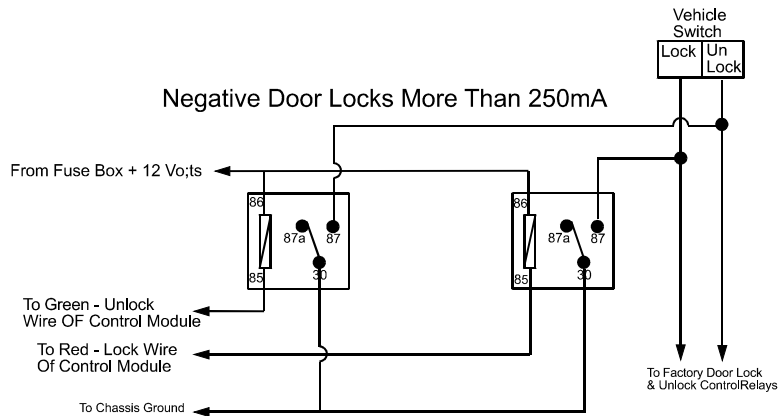 Vehicle
Switch
Lock
Un
Lock
Negative Door Locks More Than 250mA
From Fuse Box + 12 Vo;ts
86
87a
87
30
85
86
87a
87
30
85
To Green - Unlock
Wire OF Control Module
To Red - Lock Wire
Of Control Module
To Chassis Ground
To Factory Door Lock
& Unlock ControlRelays